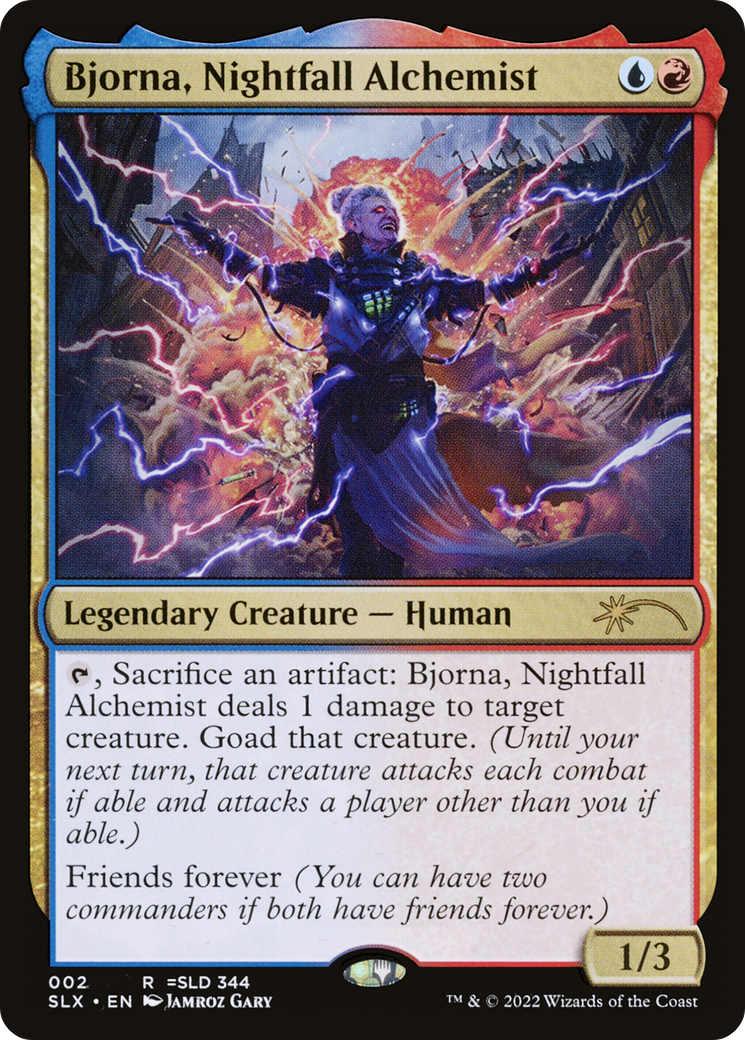 Bjorna, Nightfall Alchemist
Legendary Creature — Human
, Sacrifice an artifact: Bjorna, Nightfall
Alchemist deals 1 damage to target
creature. Goad that creature. (Until your
next turn, that creature attacks each combat
if able and attacks a player other than you if
able.)
Friends forever (You can have two
commanders if both have friends forever.)
1/3
002 R =SLD 344
SLX • EN Jamroz Gary
™ & © 2022 Wizards of the Coast